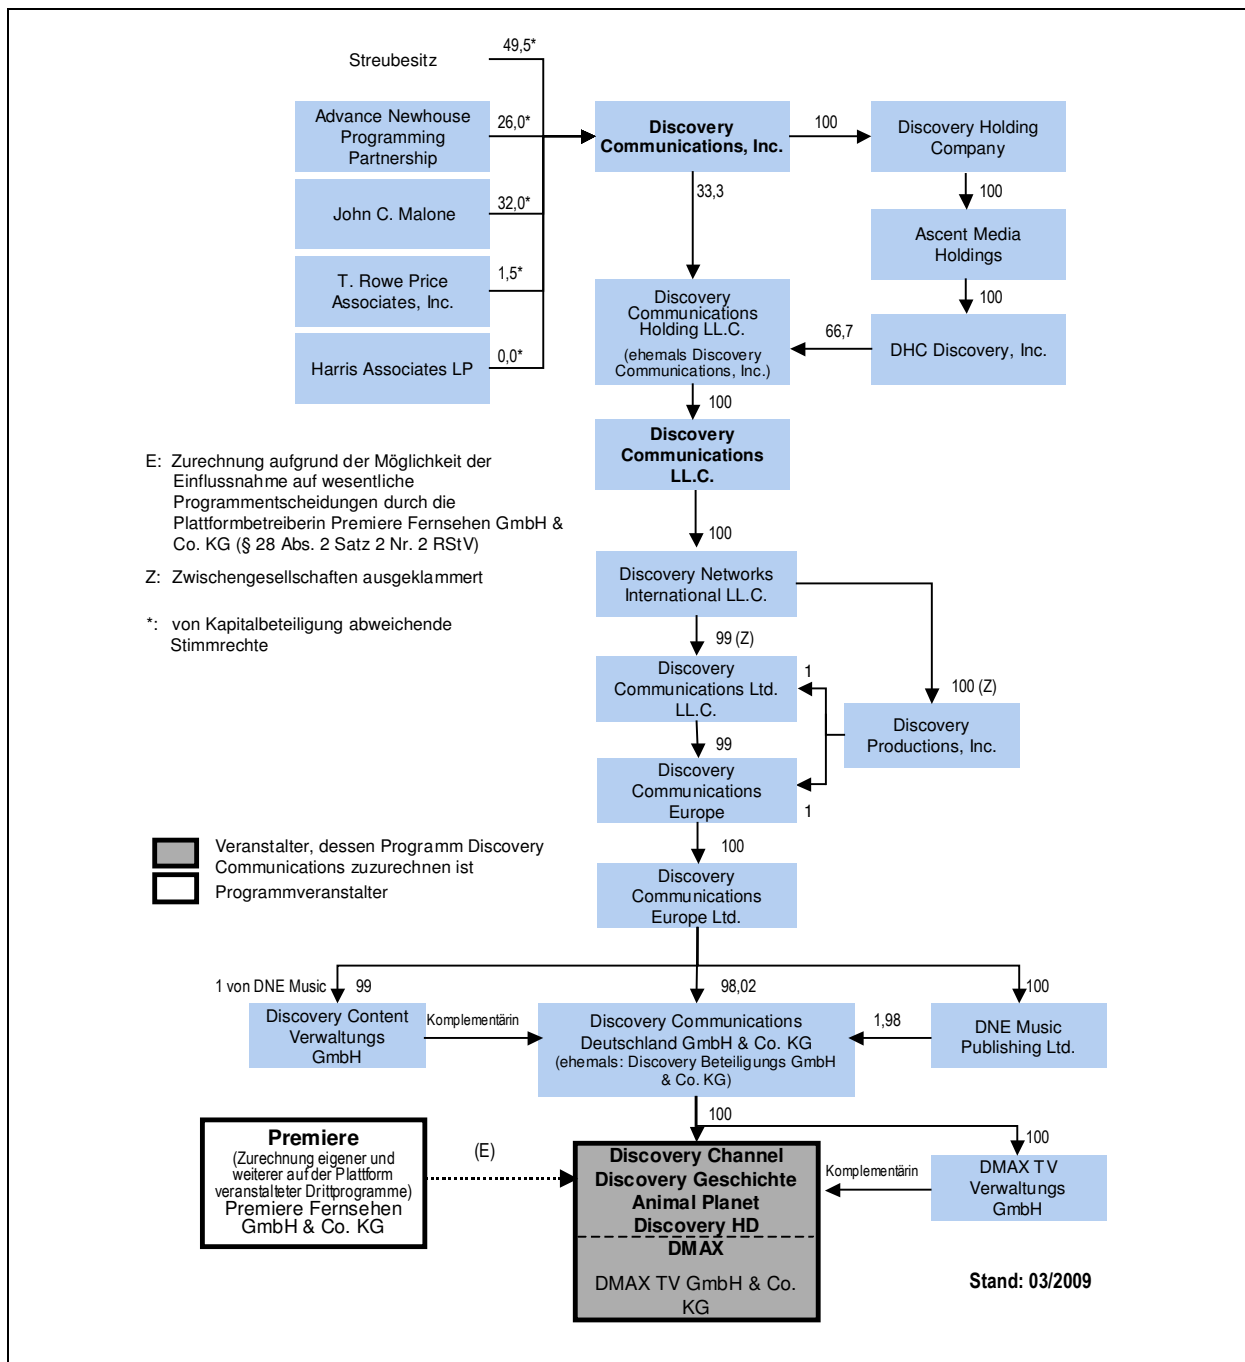 Streubesitz
49,5*
Advance Newhouse
Programming
Partnership
26,0*
John C. Malone
32,0*
T. Rowe Price
Associates, Inc.
1,5*
Harris Associates LP
0,0*
Discovery
Communications, Inc.
100
Discovery Holding
Company
100
Ascent Media
Holdings
100
DHC Discovery, Inc.
66,7
33,3
Discovery
Communications
Holding LL.C.
(ehemals Discovery
Communications, Inc.)
100
Discovery
Communications
LL.C.
100
E: Zurechnung aufgrund der Möglichkeit der
Einflussnahme auf wesentliche
Programmentscheidungen durch die
Plattformbetreiberin Premiere Fernsehen GmbH &
Co. KG (§ 28 Abs. 2 Satz 2 Nr. 2 RStV)
Z: Zwischengesellschaften ausgeklammert
*: von Kapitalbeteiligung abweichende
Stimmrechte
Discovery Networks
International LL.C.
99 (Z)
100 (Z)
Discovery
Communications Ltd.
LL.C.
1
Discovery
Productions, Inc.
99
Discovery
Communications
Europe
1
100
Discovery
Communications
Europe Ltd.
Veranstalter, dessen Programm Discovery
Communications zuzurechnen ist
Programmveranstalter
1 von DNE Music
99
98,02
100
Discovery Content
Verwaltungs
GmbH
Komplementärin
Discovery Communications
Deutschland GmbH & Co. KG
(ehemals: Discovery Beteiligungs GmbH
& Co. KG)
1,98
DNE Music
Publishing Ltd.
100
100
Premiere
(Zurechnung eigener und
weiterer auf der Plattform
veranstalteter Drittprogramme)
Premiere Fernsehen
GmbH & Co. KG
(E)
Discovery Channel
Discovery Geschichte
Animal Planet
Discovery HD
DMAX
DMAX TV GmbH & Co.
KG
Komplementärin
DMAX TV
Verwaltungs
GmbH
Stand: 03/2009